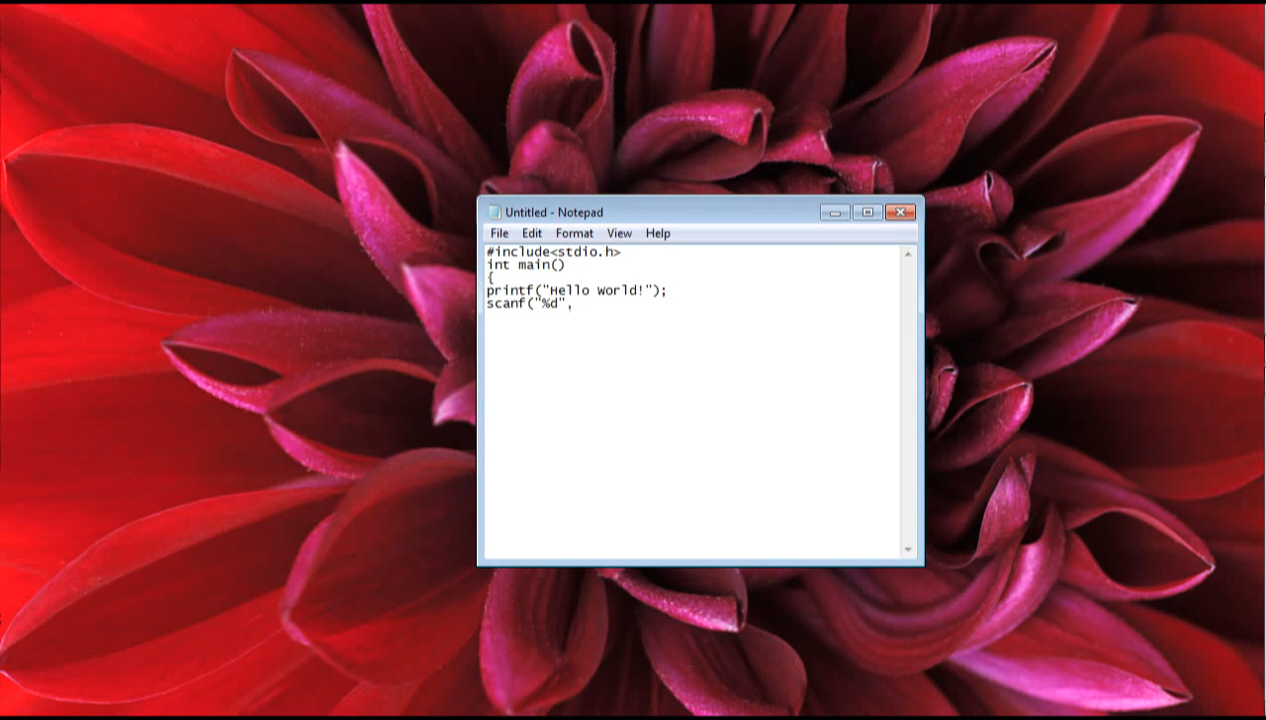 Untitled - Notepad
File Edit Format View Help
#include<stdio.h>
int main()
{
printf("Hello world!");
scanf("%d",